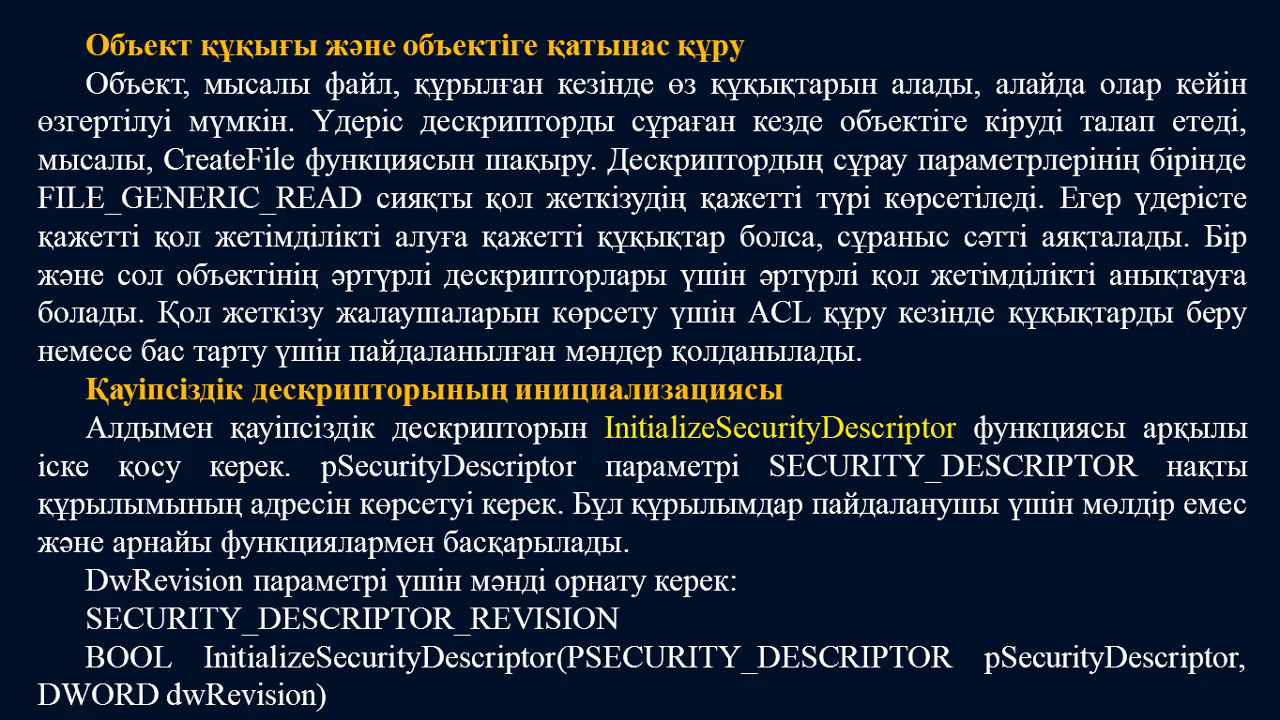 Объект құқығы және объектіге қатынас құру
Объект, мысалы файл, құрылған кезінде өз құқықтарын алады, алайда олар кейін
өзгертілуі мүмкін. Үдеріс дескрипторды сұраған кезде объектіге кіруді талап етеді,
мысалы, CreateFile функциясын шақыру. Дескриптордың сұрау параметрлерінің бірінде
FILE_GENERIC_READ сияқты қол жеткізудің қажетті түрі көрсетіледі. Егер үдерісте
қажетті қол жетімділікті алуға қажетті құқықтар болса, сұраныс сәтті аяқталады. Бір
және сол объектінің әртүрлі дескрипторлары үшін әртүрлі қол жетімділікті анықтауға
болады. Қол жеткізу жалаушаларын көрсету үшін ACL құру кезінде құқықтарды беру
немесе бас тарту үшін пайдаланылған мәндер қолданылады.
Қауіпсіздік дескрипторының инициализациясы
Алдымен қауіпсіздік дескрипторын InitializeSecurityDescriptor функциясы арқылы
іске қосу керек. pSecurityDescriptor параметрі SECURITY_DESCRIPTOR нақты
құрылымының адресін көрсетуі керек. Бұл құрылымдар пайдаланушы үшін мөлдір емес
және арнайы функциялармен басқарылады.
DwRevision параметрі үшін мәнді орнату керек:
SECURITY_DESCRIPTOR_REVISION
BOOL InitializeSecurityDescriptor(PSECURITY_DESCRIPTOR pSecurityDescriptor,
DWORD dwRevision)